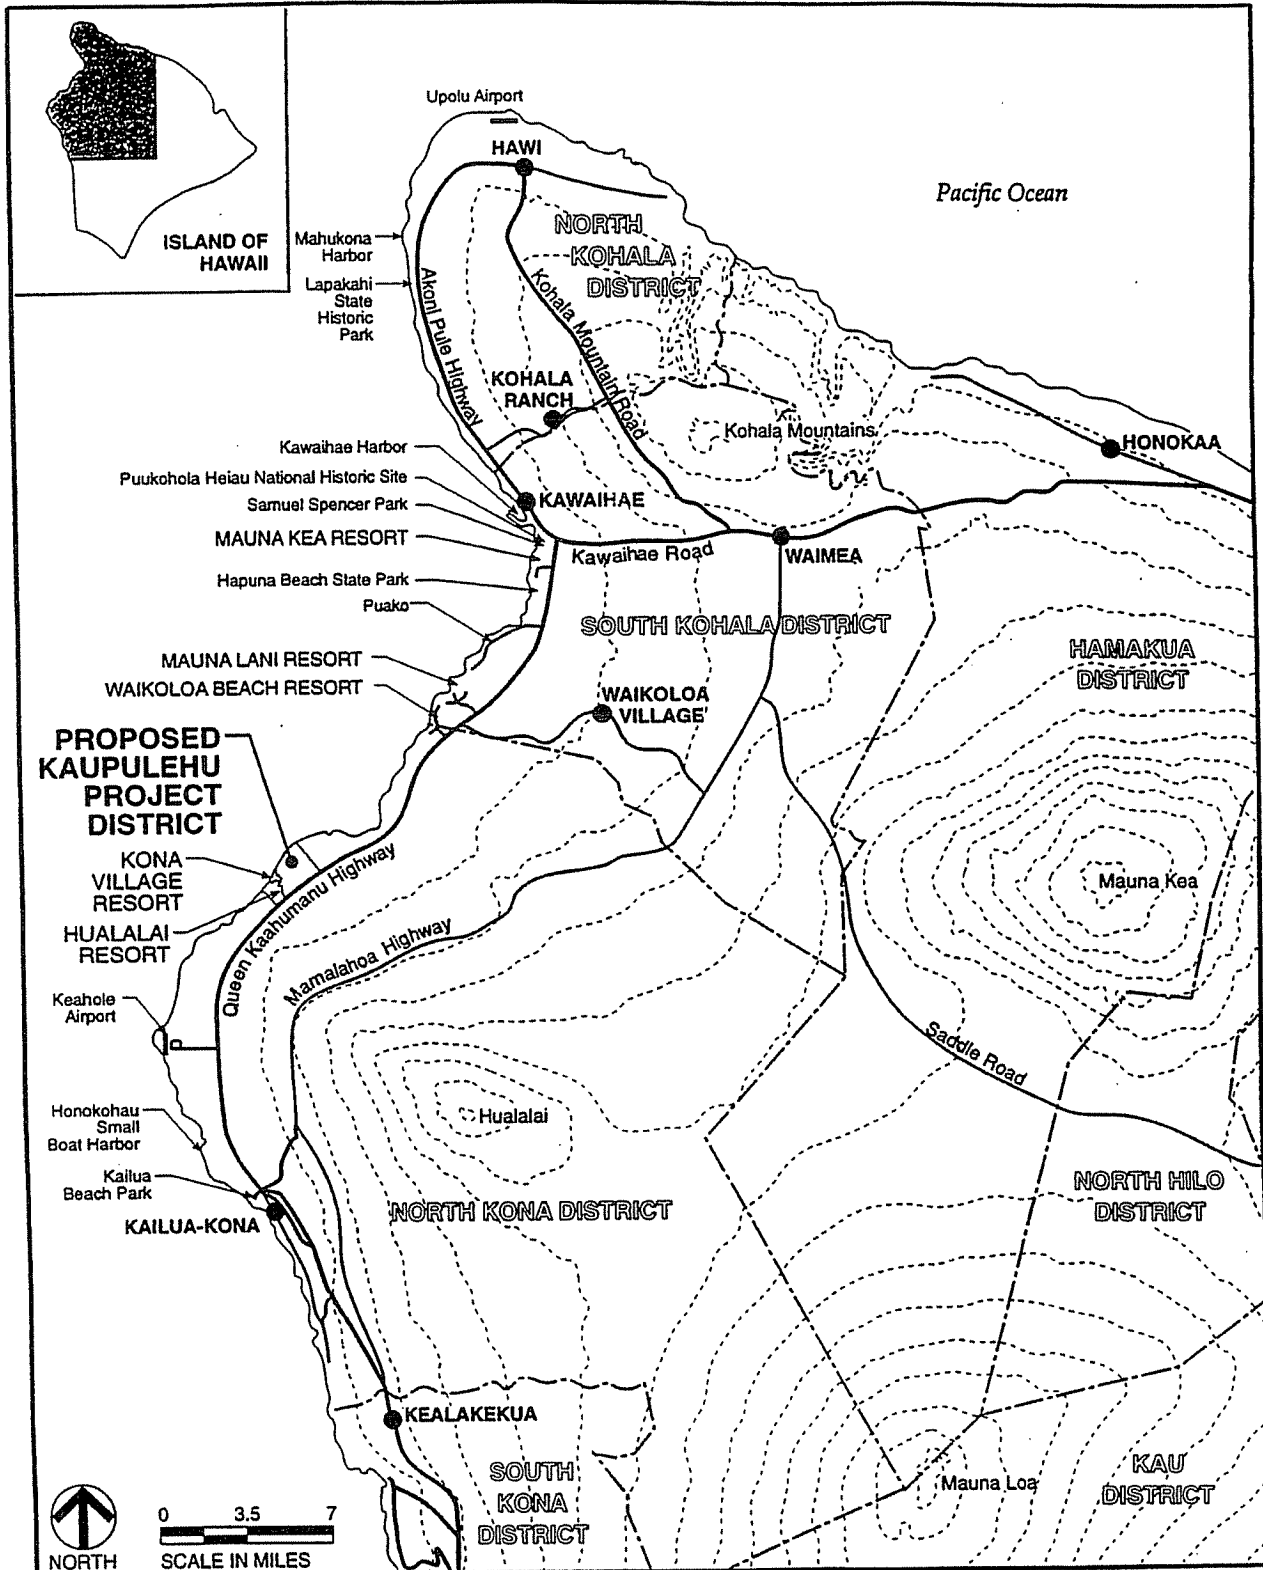 Upolu Airport
HAWI
Pacific Ocean
ISLAND OF
HAWAII
NORTH
KOHALA
DISTRICT
Mahukona
Harbor
Lapakahi
State
Historic
Park
Akoni Pule Highway
Kohala Mountain Road
KOHALA
RANCH
Kohala Mountains
HONOKAA
Kawaihae Harbor
Puukohola Heiau National Historic Site
KAWAIHAE
Samuel Spencer Park
MAUNA KEA RESORT
Kawaihae Road
WAIMEA
Hapuna Beach State Park
Puako
SOUTH KOHALA DISTRICT
HAMAKUA
DISTRICT
MAUNA LANI RESORT
WAIKOLOA BEACH RESORT
WAIKOLOA
VILLAGE
PROPOSED
KAUPULEHU
PROJECT
DISTRICT
KONA
VILLAGE
RESORT
HUALALAI
RESORT
Queen Kaahumanu Highway
Mamalahoa Highway
Mauna Kea
Keahole
Airport
Saddle Road
Honokohau
Small
Boat Harbor
Hualalai
Kailua
Beach Park
KAILUA-KONA
NORTH KONA DISTRICT
NORTH HILO
DISTRICT
KEALAKEKUA
SOUTH
KONA
DISTRICT
Mauna Loa
KAU
DISTRICT
NORTH
0 3.5 7
SCALE IN MILES